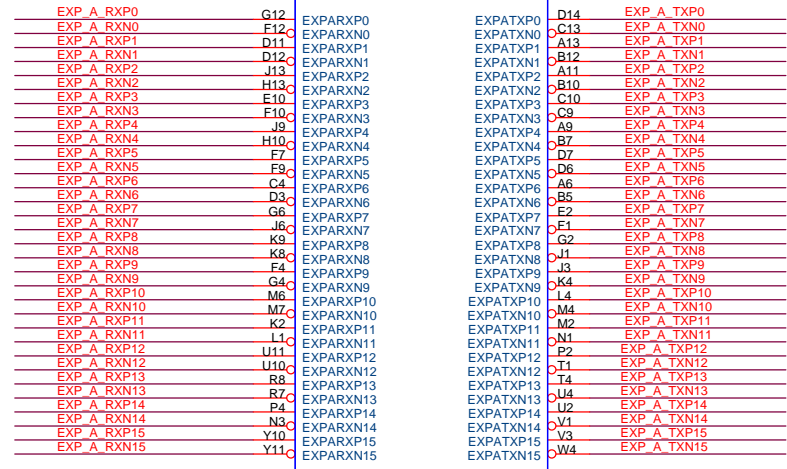 EXP_A_RXP0 G12 EXPARXP0 EXPATXP0 D14 EXP_A_TXP0
EXP_A_RXN0 F12 EXPARXN0 EXPATXN0 C13 EXP_A_TXN0
EXP_A_RXP1 D11 EXPARXP1 EXPATXP1 A13 EXP_A_TXP1
EXP_A_RXN1 D12 EXPARXN1 EXPATXN1 B12 EXP_A_TXN1
EXP_A_RXP2 J13 EXPARXP2 EXPATXP2 A11 EXP_A_TXP2
EXP_A_RXN2 H13 EXPARXN2 EXPATXN2 B10 EXP_A_TXN2
EXP_A_RXP3 E10 EXPARXP3 EXPATXP3 C10 EXP_A_TXP3
EXP_A_RXN3 F10 EXPARXN3 EXPATXN3 C9 EXP_A_TXN3
EXP_A_RXP4 J9 EXPARXP4 EXPATXP4 A9 EXP_A_TXP4
EXP_A_RXN4 H10 EXPARXN4 EXPATXN4 B7 EXP_A_TXN4
EXP_A_RXP5 F7 EXPARXP5 EXPATXP5 D7 EXP_A_TXP5
EXP_A_RXN5 F9 EXPARXN5 EXPATXN5 D6 EXP_A_TXN5
EXP_A_RXP6 C4 EXPARXP6 EXPATXP6 A6 EXP_A_TXP6
EXP_A_RXN6 D3 EXPARXN6 EXPATXN6 B5 EXP_A_TXN6
EXP_A_RXP7 G6 EXPARXP7 EXPATXP7 E2 EXP_A_TXP7
EXP_A_RXN7 J6 EXPARXN7 EXPATXN7 F1 EXP_A_TXN7
EXP_A_RXP8 K9 EXPARXP8 EXPATXP8 G2 EXP_A_TXP8
EXP_A_RXN8 K8 EXPARXN8 EXPATXN8 J1 EXP_A_TXN8
EXP_A_RXP9 F4 EXPARXP9 EXPATXP9 J3 EXP_A_TXP9
EXP_A_RXN9 G4 EXPARXN9 EXPATXN9 K4 EXP_A_TXN9
EXP_A_RXP10 M6 EXPARXP10 EXPATXP10 L4 EXP_A_TXP10
EXP_A_RXN10 M7 EXPARXN10 EXPATXN10 M4 EXP_A_TXN10
EXP_A_RXP11 K2 EXPARXP11 EXPATXP11 M2 EXP_A_TXP11
EXP_A_RXN11 L1 EXPARXN11 EXPATXN11 N1 EXP_A_TXN11
EXP_A_RXP12 U11 EXPARXP12 EXPATXP12 P2 EXP_A_TXP12
EXP_A_RXN12 U10 EXPARXN12 EXPATXN12 T1 EXP_A_TXN12
EXP_A_RXP13 R8 EXPARXP13 EXPATXP13 T4 EXP_A_TXP13
EXP_A_RXN13 R7 EXPARXN13 EXPATXN13 U4 EXP_A_TXN13
EXP_A_RXP14 P4 EXPARXP14 EXPATXP14 U2 EXP_A_TXP14
EXP_A_RXN14 N3 EXPARXN14 EXPATXN14 V1 EXP_A_TXN14
EXP_A_RXP15 Y10 EXPARXP15 EXPATXP15 V3 EXP_A_TXP15
EXP_A_RXN15 Y11 EXPARXN15 EXPATXN15 W4 EXP_A_TXN15